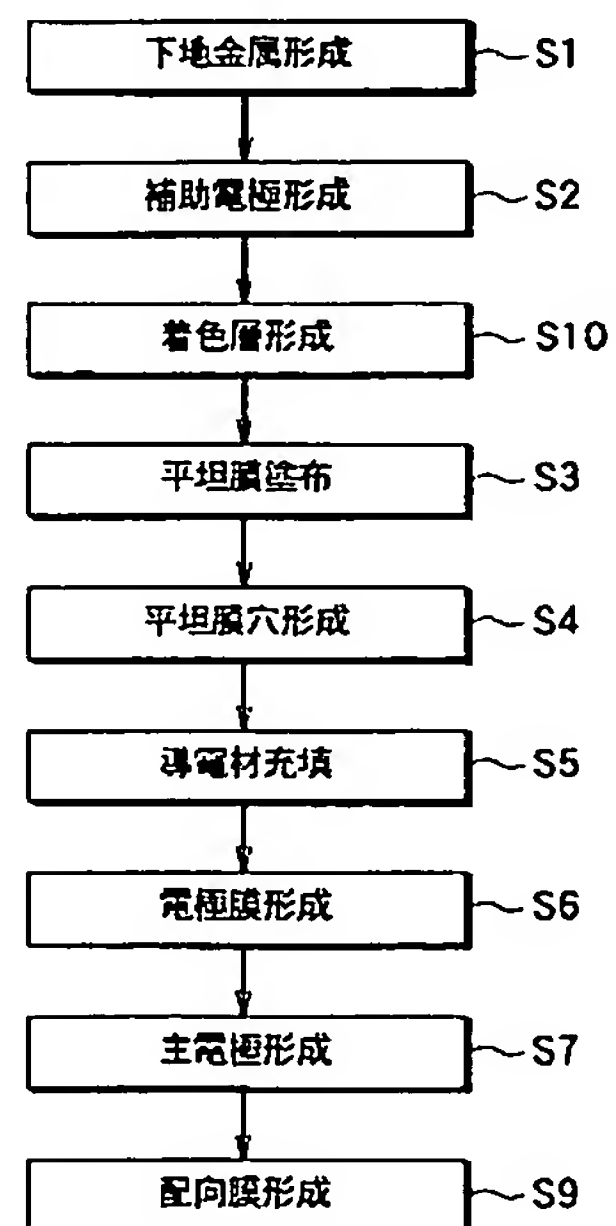 下地金属形成 S1
補助電極形成 S2
着色層形成 S10
平坦膜塗布 S3
平坦膜穴形成 S4
導電材充填 S5
電極膜形成 S6
主電極形成 S7
配向膜形成 S9